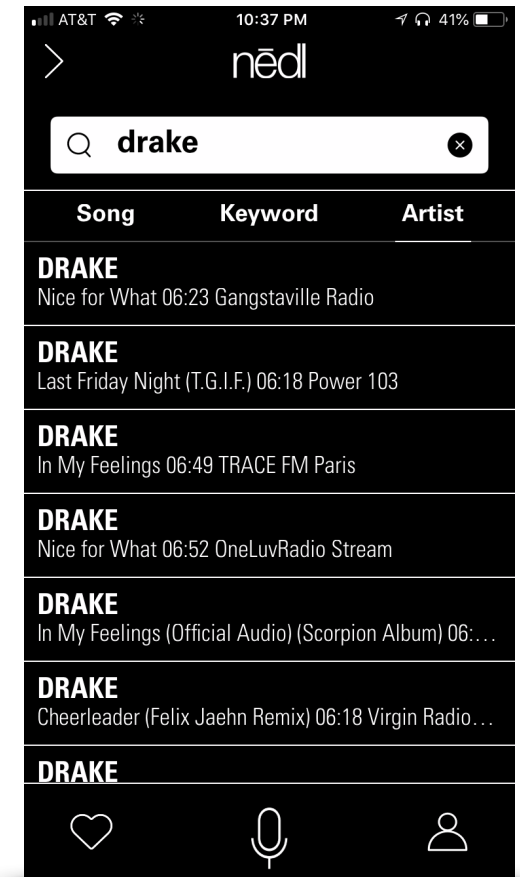 AT&T 10:37 PM 41%
nēdl
drake
Song Keyword Artist
DRAKE
Nice for What 06:23 Gangstaville Radio
DRAKE
Last Friday Night (T.G.I.F.) 06:18 Power 103
DRAKE
In My Feelings 06:49 TRACE FM Paris
DRAKE
Nice for What 06:52 OneLuvRadio Stream
DRAKE
In My Feelings (Official Audio) (Scorpion Album) 06:...
DRAKE
Cheerleader (Felix Jaehn Remix) 06:18 Virgin Radio...
DRAKE